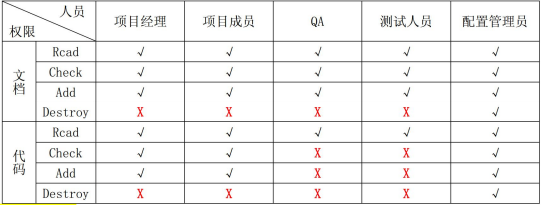 人员
权限
项目经理 项目成员 QA 测试人员 配置管理员
文档
Rcad √ √ √ √ √
Check √ √ √ √ √
Add √ √ √ √ √
Destroy X X X X √
代码
Rcad √ √ √ √ √
Check √ √ X X √
Add √ √ X X √
Destroy X X X X √